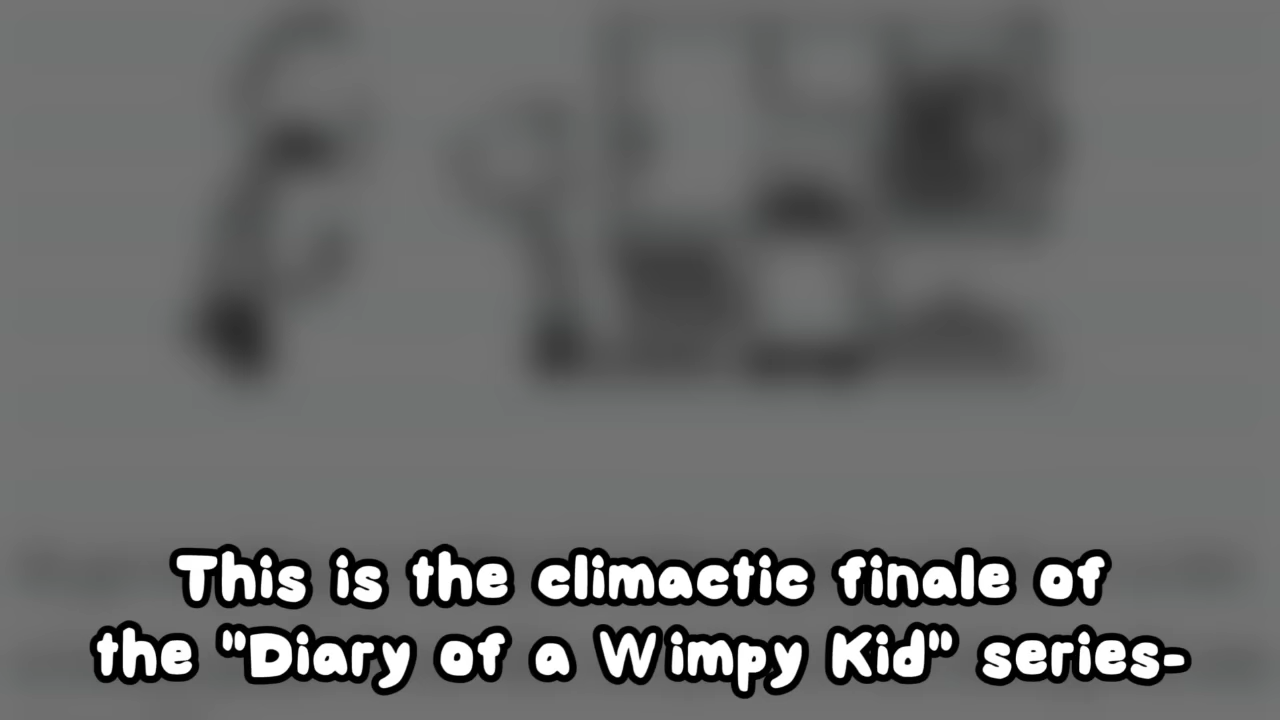 This is the climactic finale of
the "Diary of a Wimpy Kid" series-